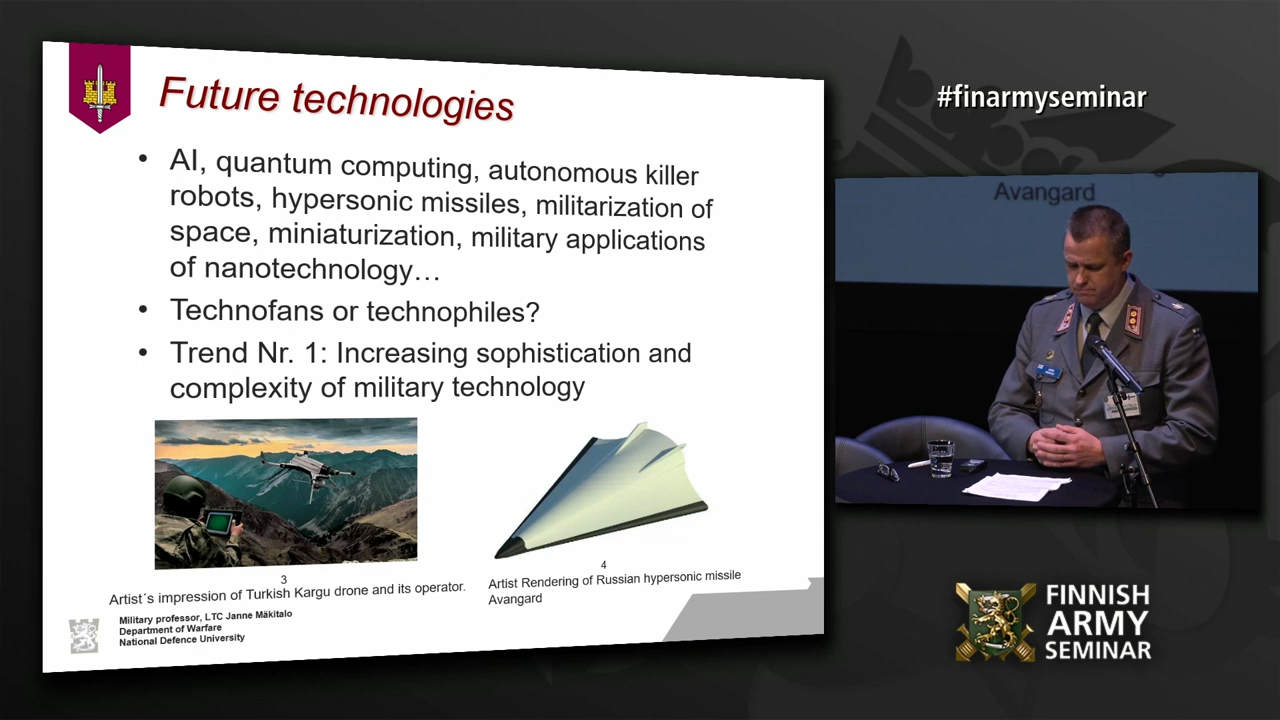 Future technologies
• AI, quantum computing, autonomous killer
robots, hypersonic missiles, militarization of
space, miniaturization, military applications
of nanotechnology…
• Technofans or technophiles?
• Trend Nr. 1: Increasing sophistication and
complexity of military technology
3
Artist´s impression of Turkish Kargu drone and its operator.
4
Artist Rendering of Russian hypersonic missile
Avangard
Military professor, LTC Janne Mäkitalo
Department of Warfare
National Defence University
#finarmyseminar
Avangard
FINNISH
ARMY
SEMINAR